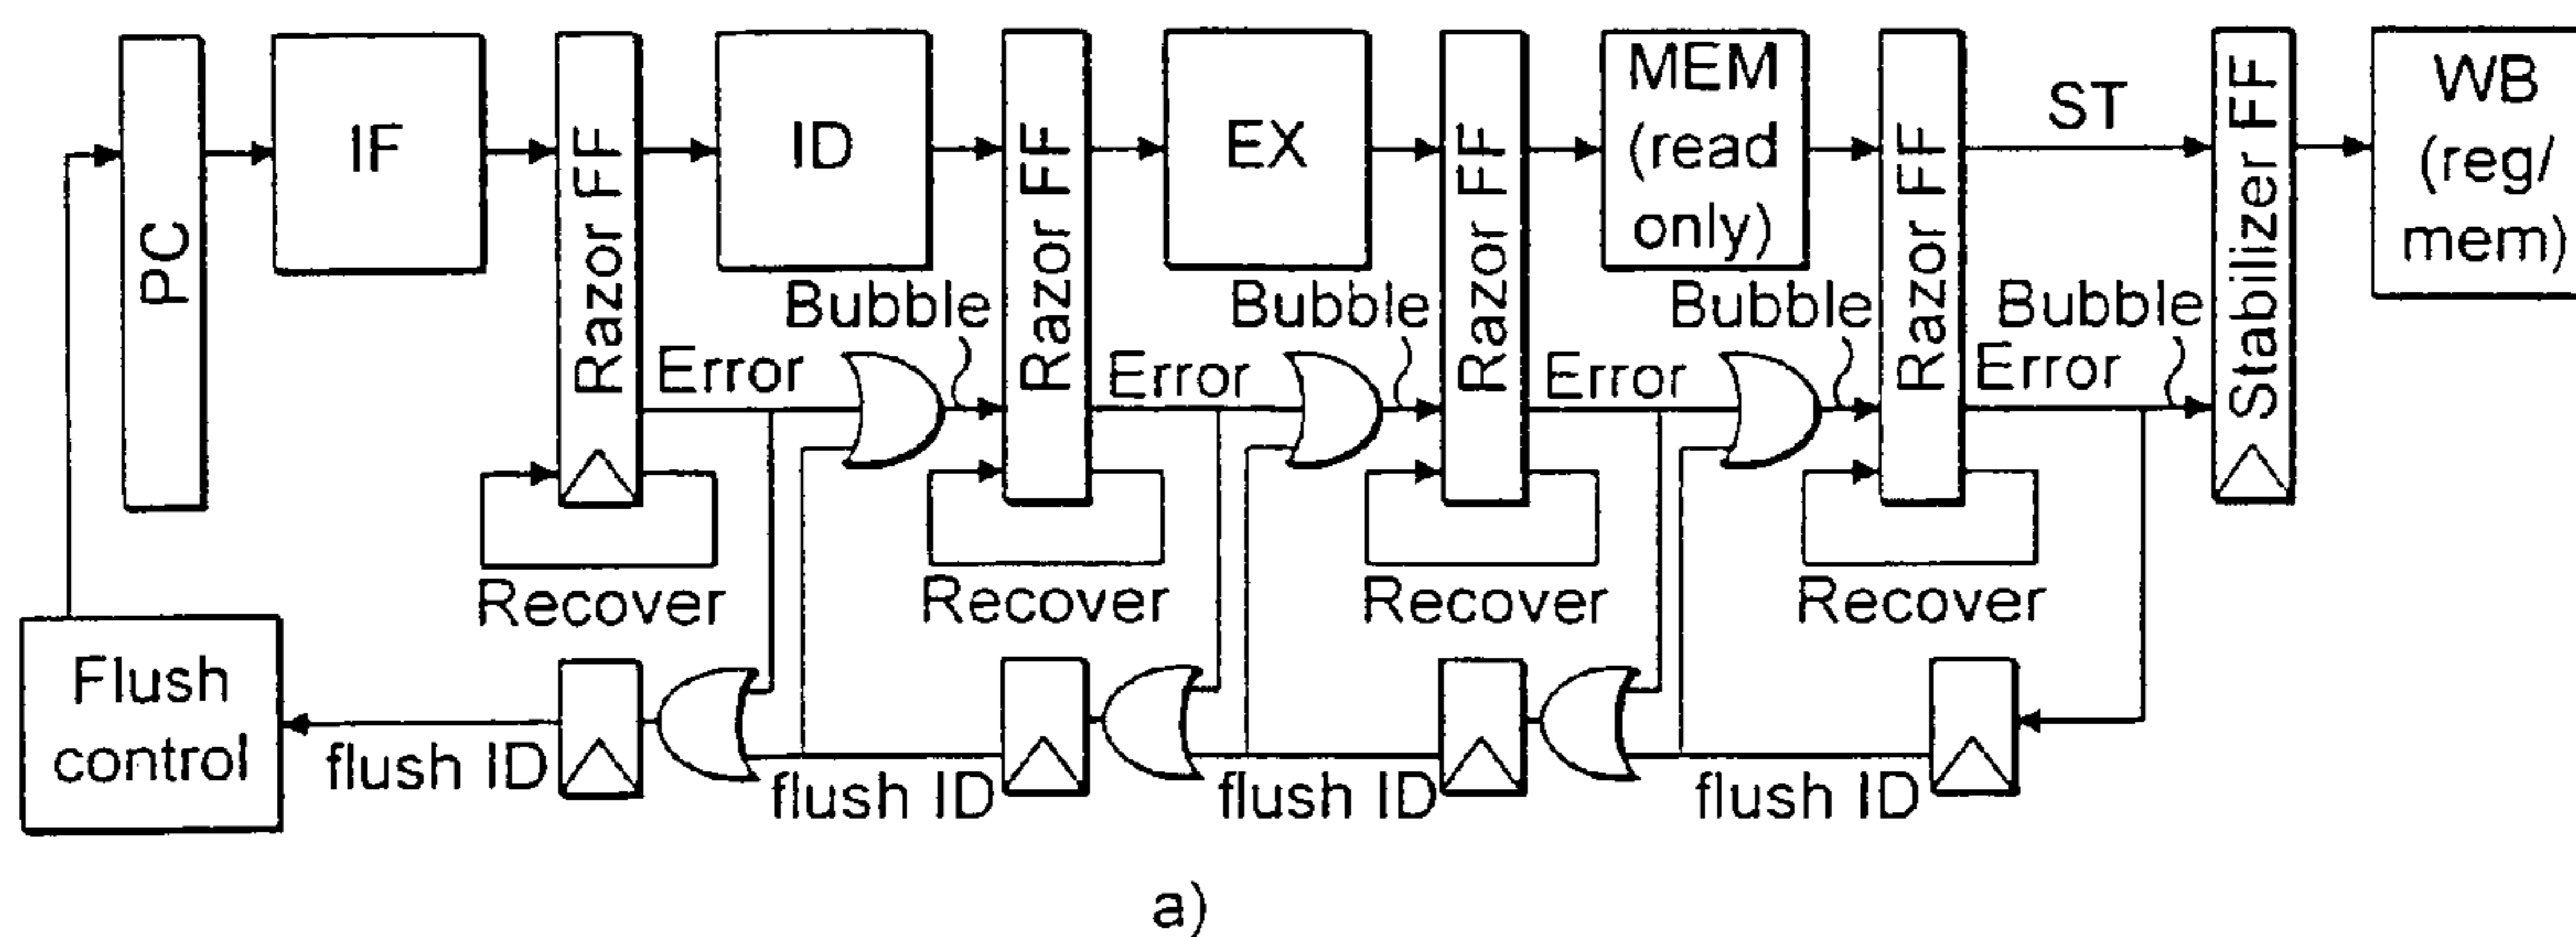 PC
IF
Razor FF
ID
Razor FF
EX
Razor FF
MEM
(read
only)
Razor FF
ST
Stabilizer FF
WB
(reg/
mem)
Bubble
Bubble
Bubble
Bubble
Error
Error
Error
Error
Recover
Recover
Recover
Recover
Flush
control
flush ID
flush ID
flush ID
flush ID
a)